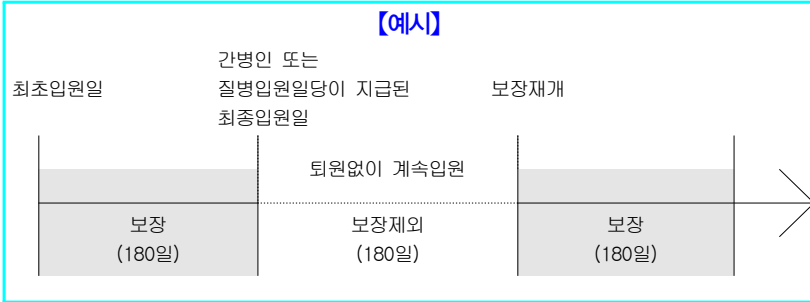 【예시】
간병인 또는
최초입원일 질병입원일당이 지급된 보장재개
최종입원일
퇴원없이 계속입원
보장 보장제외 보장
(180일) (180일) (180일)